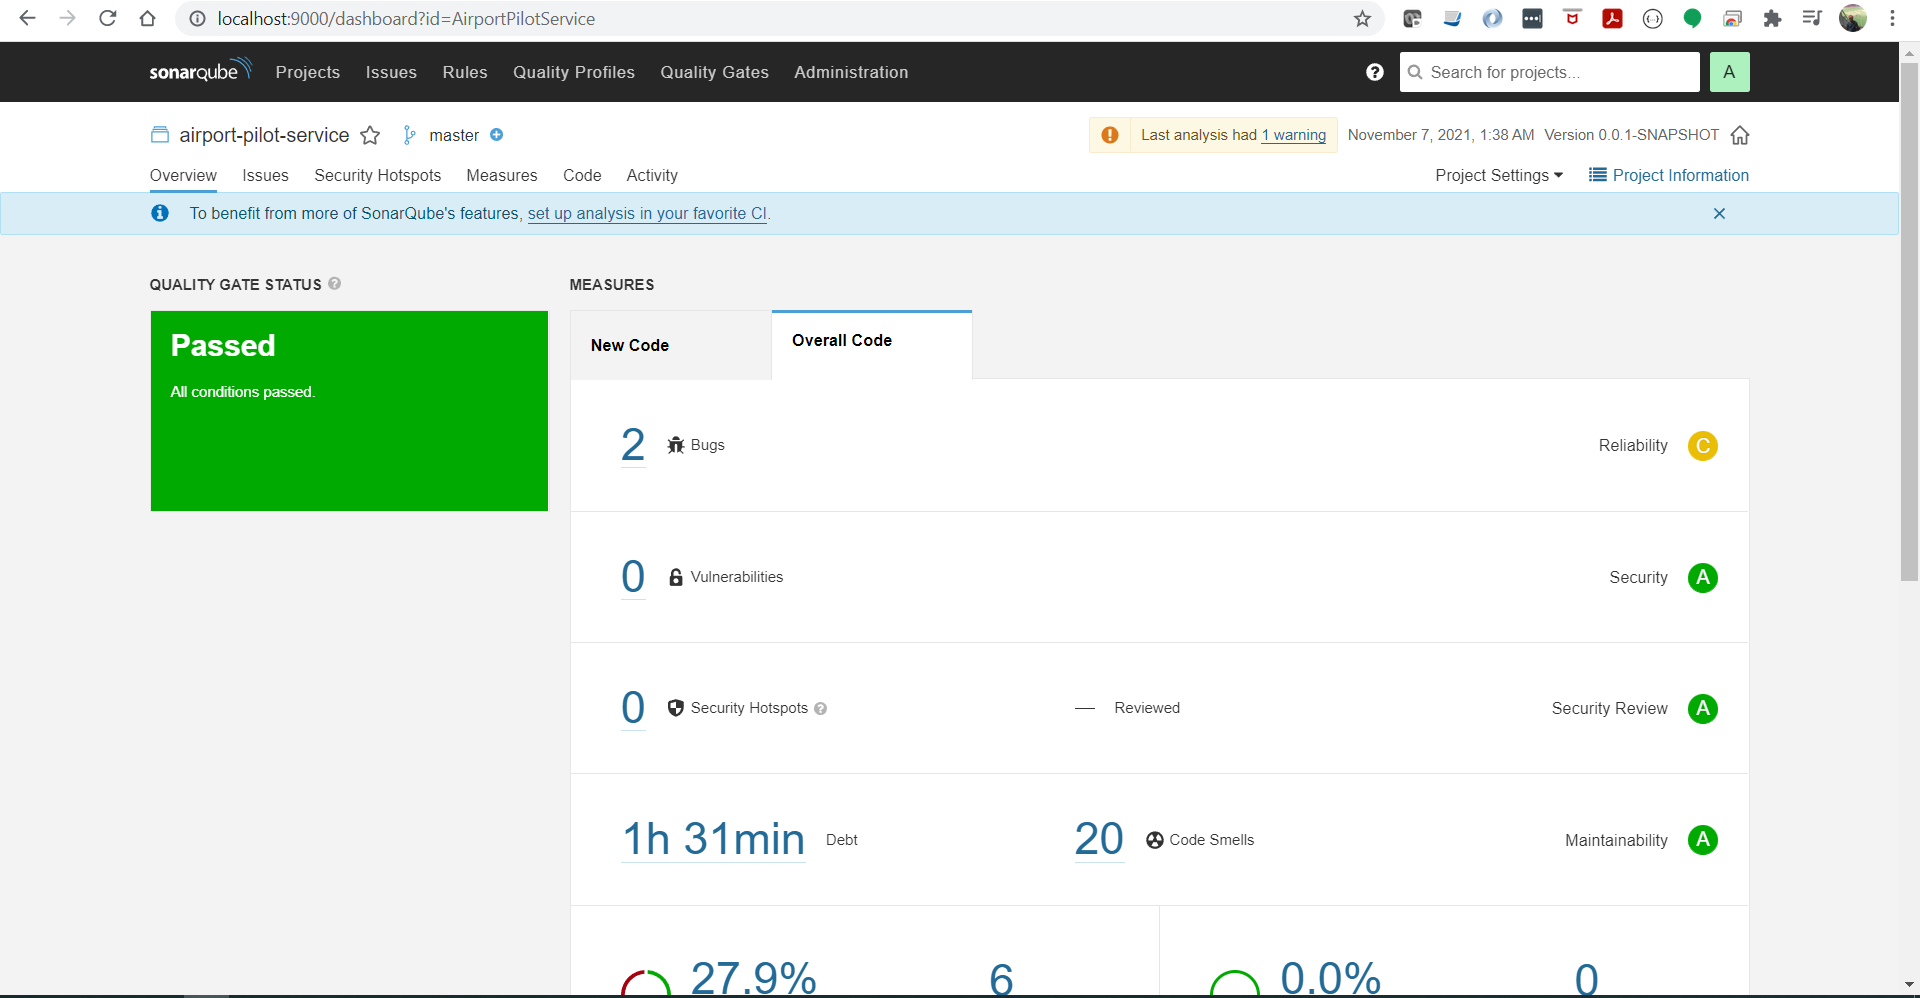 localhost:9000/dashboard?id=AirportPilotService
sonarqube Projects Issues Rules Quality Profiles Quality Gates Administration Search for projects... A
airport-pilot-service master Last analysis had 1 warning November 7, 2021, 1:38 AM Version 0.0.1-SNAPSHOT
Overview Issues Security Hotspots Measures Code Activity Project Settings Project Information
To benefit from more of SonarQube's features, set up analysis in your favorite CI.
QUALITY GATE STATUS
Passed
All conditions passed.
MEASURES
New Code
Overall Code
2 Bugs Reliability C
0 Vulnerabilities Security A
0 Security Hotspots — Reviewed Security Review A
1h 31min Debt 20 Code Smells Maintainability A
27.9% 6 0.0% 0